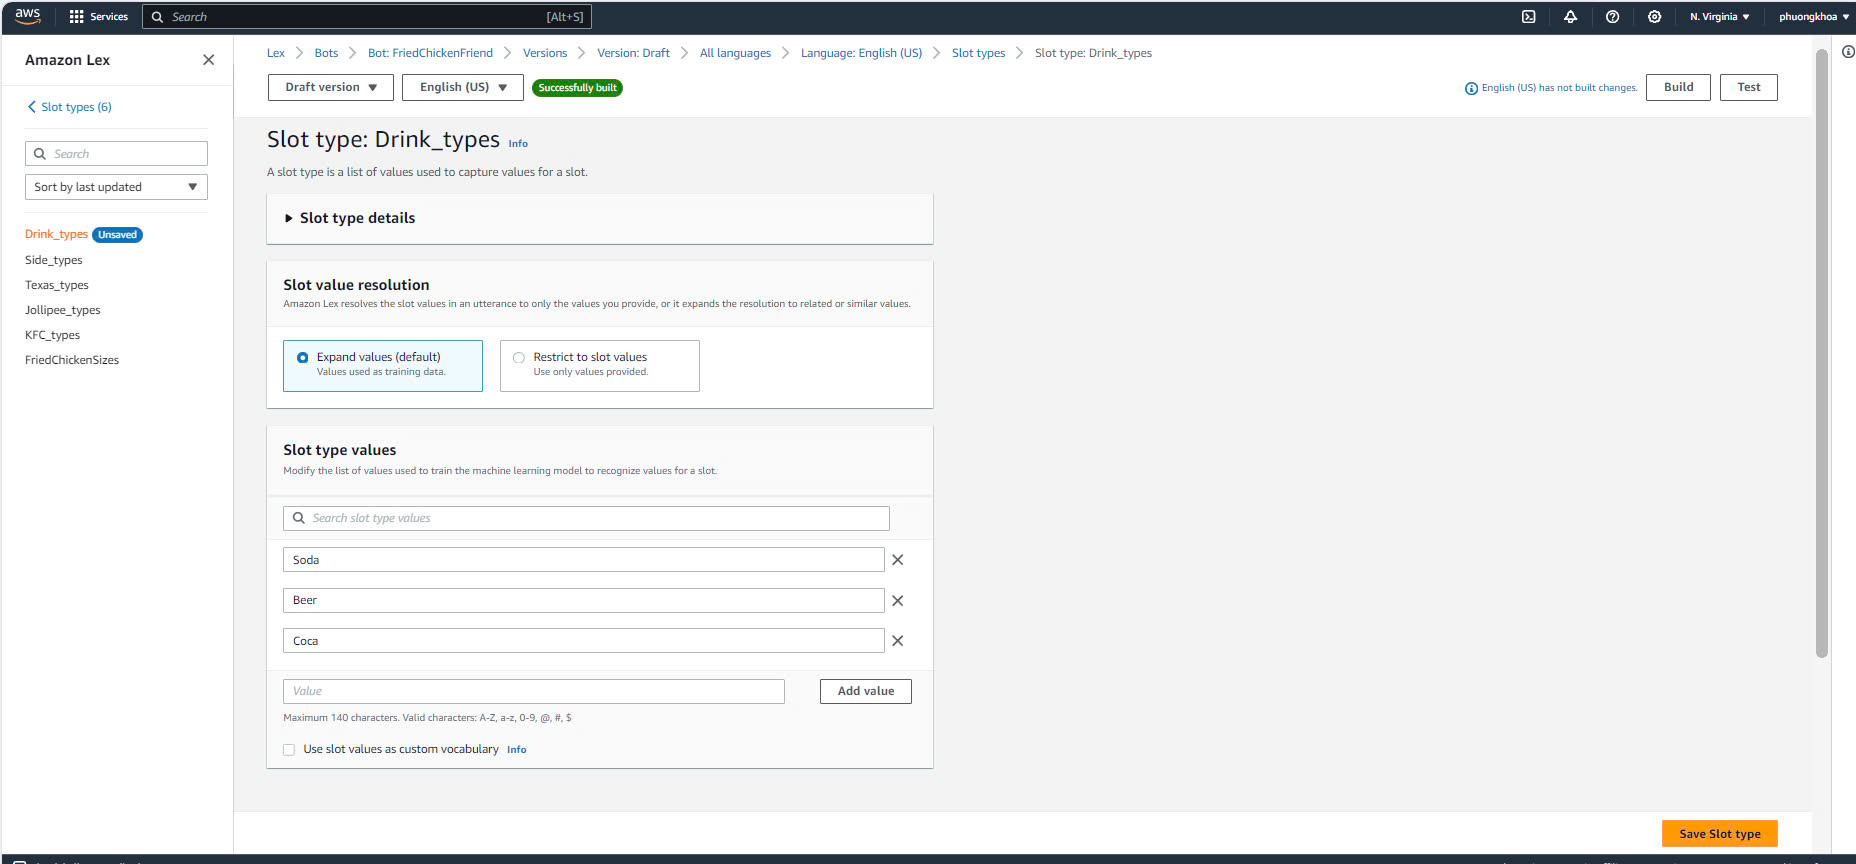 aws Services Search [Alt+S] N. Virginia phuongkhoa
Amazon Lex
Slot types (6)
Search
Sort by last updated
Drink_types Unsaved
Side_types
Texas_types
Jollipee_types
KFC_types
FriedChickenSizes
Lex Bots Bot: FriedChickenFriend Versions Version: Draft All languages Language: English (US) Slot types Slot type: Drink_types
Draft version English (US) Successfully built English (US) has not built changes. Build Test
Slot type: Drink_types Info
A slot type is a list of values used to capture values for a slot.
Slot type details
Slot value resolution
Amazon Lex resolves the slot values in an utterance to only the values you provide, or it expands the resolution to related or similar values.
Expand values (default)
Values used as training data.
Restrict to slot values
Use only values provided.
Slot type values
Modify the list of values used to train the machine learning model to recognize values for a slot.
Search slot type values
Soda
Beer
Coca
Value Add value
Maximum 140 characters. Valid characters: A-Z, a-z, 0-9, @, #, $
Use slot values as custom vocabulary Info
Save Slot type